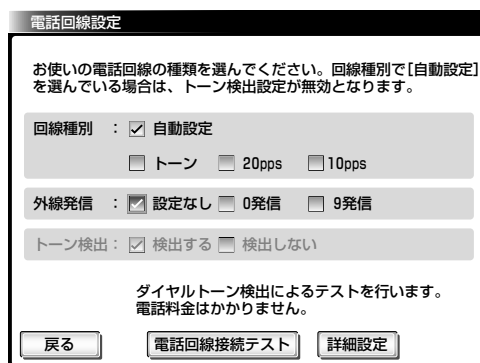 電話回線設定
お使いの電話回線の種類を選んでください。回線種別で[自動設定]
を選んでいる場合は、トーン検出設定が無効となります。
回線種別 : 自動設定
トーン 20pps 10pps
外線発信 : 設定なし 0発信 9発信
トーン検出 : 検出する 検出しない
ダイヤルトーン検出によるテストを行います。
電話料金はかかりません。
戻る 電話回線接続テスト 詳細設定